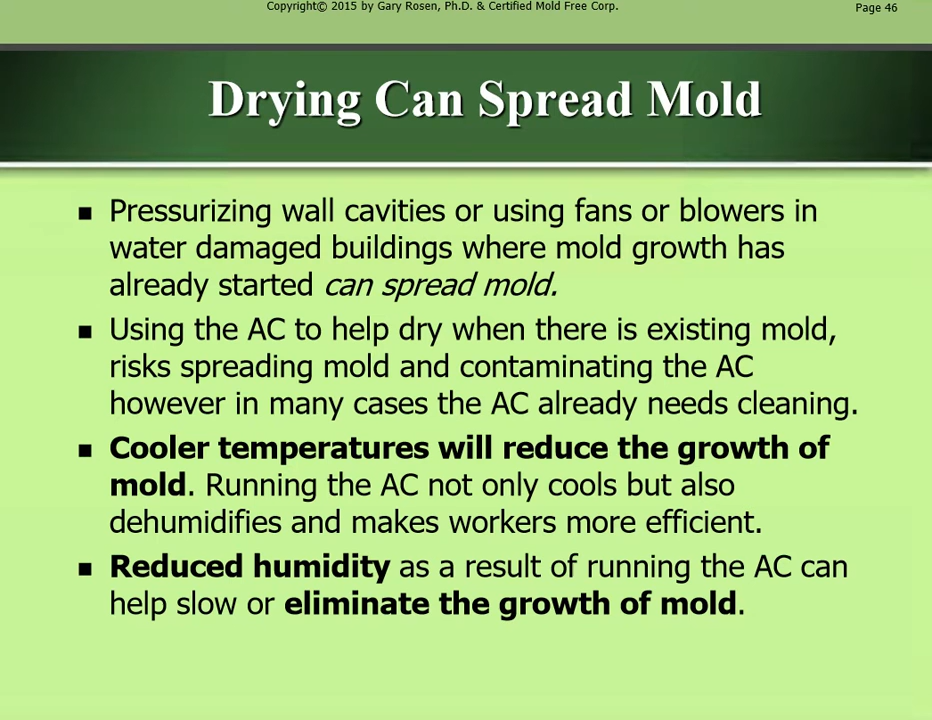 Copyright© 2015 by Gary Rosen, Ph.D. & Certified Mold Free Corp.
Page 46
Drying Can Spread Mold
Pressurizing wall cavities or using fans or blowers in
water damaged buildings where mold growth has
already started can spread mold.
Using the AC to help dry when there is existing mold,
risks spreading mold and contaminating the AC
however in many cases the AC already needs cleaning.
Cooler temperatures will reduce the growth of
mold. Running the AC not only cools but also
dehumidifies and makes workers more efficient.
Reduced humidity as a result of running the AC can
help slow or eliminate the growth of mold.